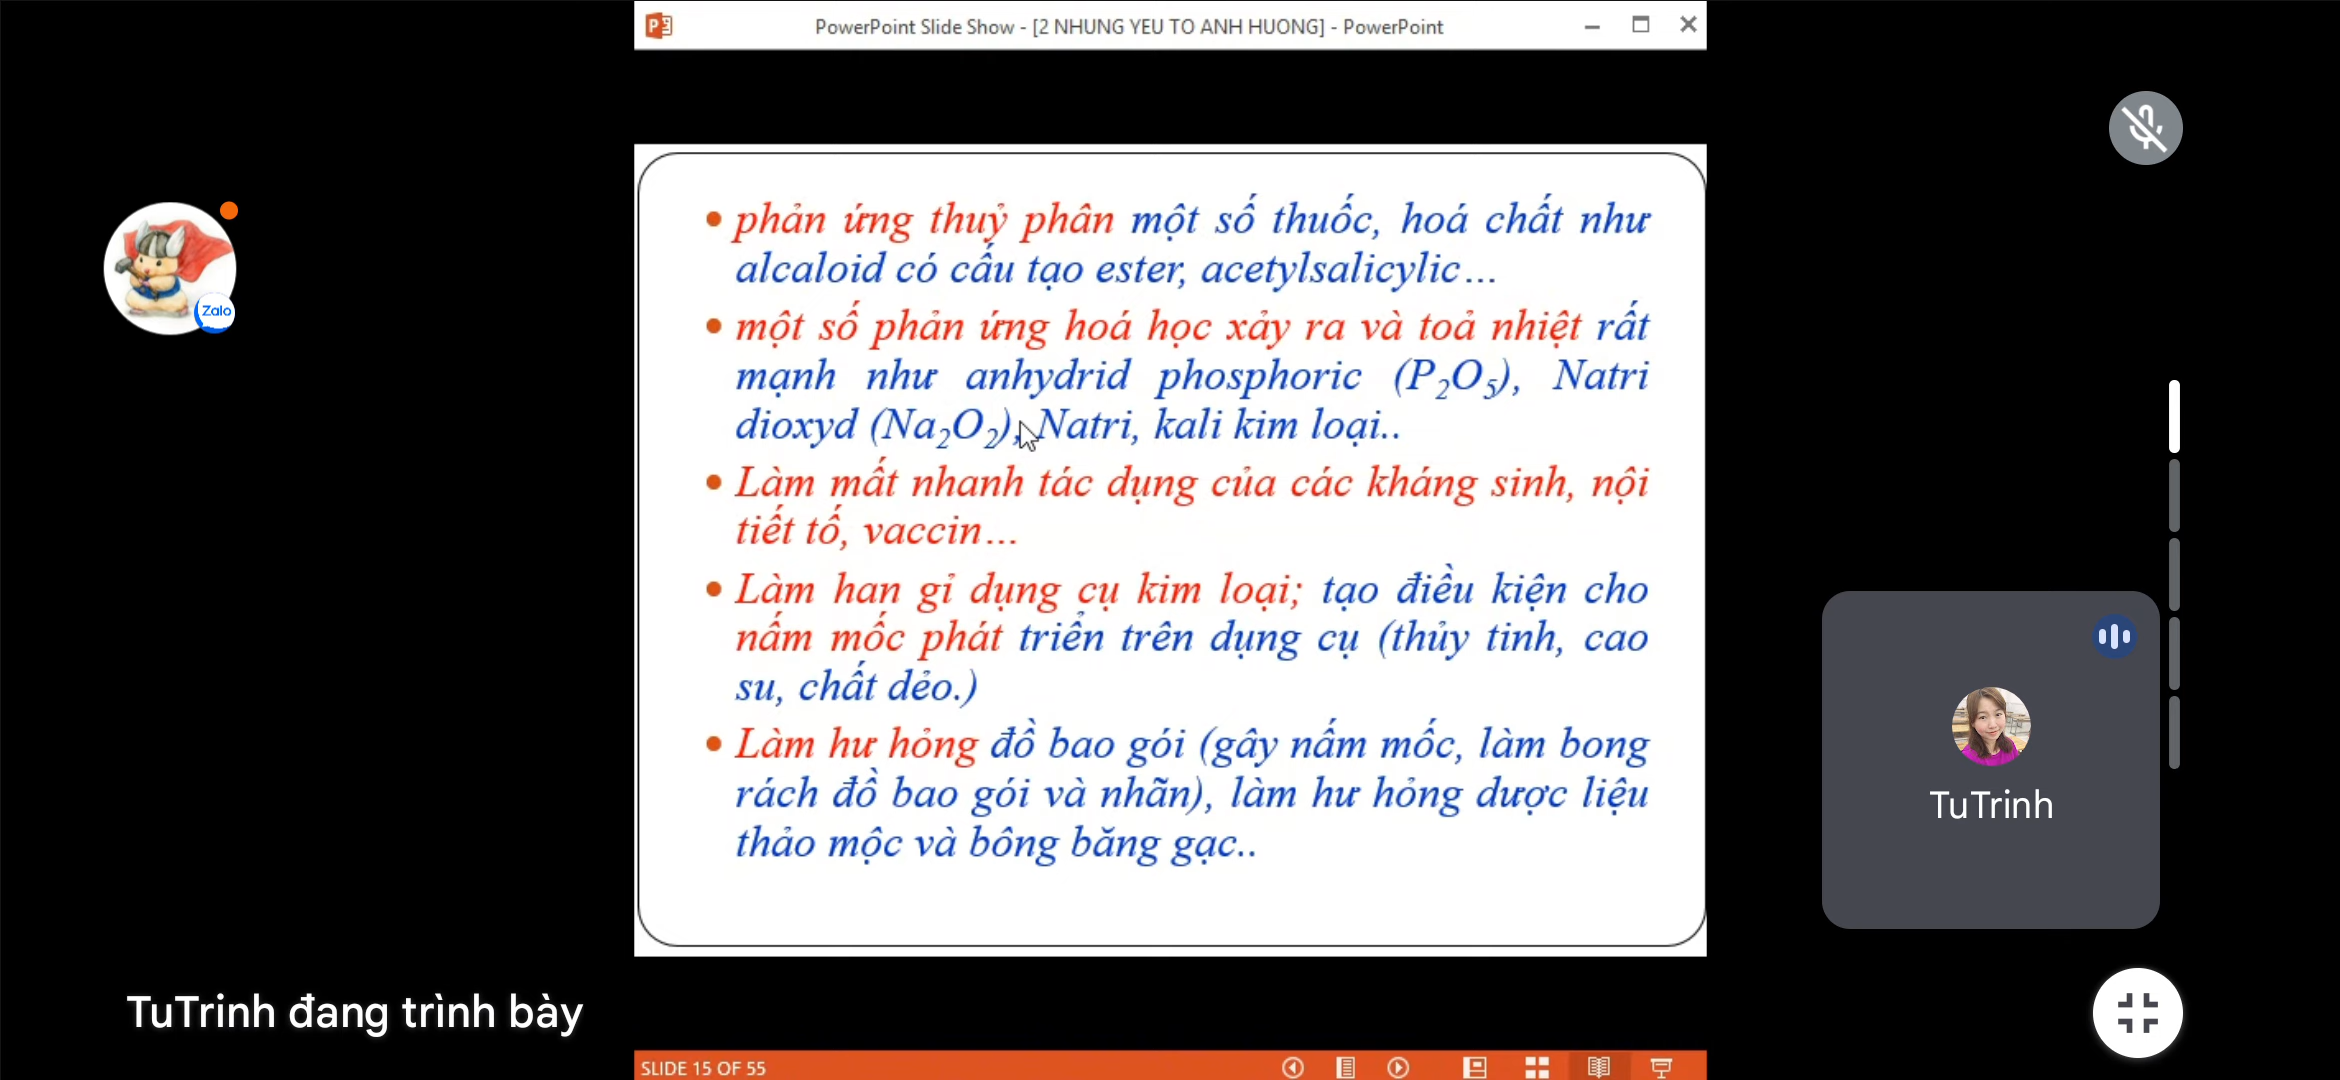 PowerPoint Slide Show - [2 NHUNG YEU TO ANH HUONG] - PowerPoint
• phản ứng thuỷ phân một số thuốc, hoá chất như
alcaloid có cấu tạo ester, acetylsalicylic...
• một số phản ứng hoá học xảy ra và toả nhiệt rất
mạnh như anhydrid phosphoric (P₂O₅), Natri
dioxyd (Na₂O₂), Natri, kali kim loại..
• Làm mất nhanh tác dụng của các kháng sinh, nội
tiết tố, vaccin...
• Làm han gỉ dụng cụ kim loại; tạo điều kiện cho
nấm mốc phát triển trên dụng cụ (thủy tinh, cao
su, chất dẻo.)
• Làm hư hỏng đồ bao gói (gây nấm mốc, làm bong
rách đồ bao gói và nhãn), làm hư hỏng dược liệu
thảo mộc và bông băng gạc..
Zalo
TuTrinh
TuTrinh đang trình bày
SLIDE 15 OF 55